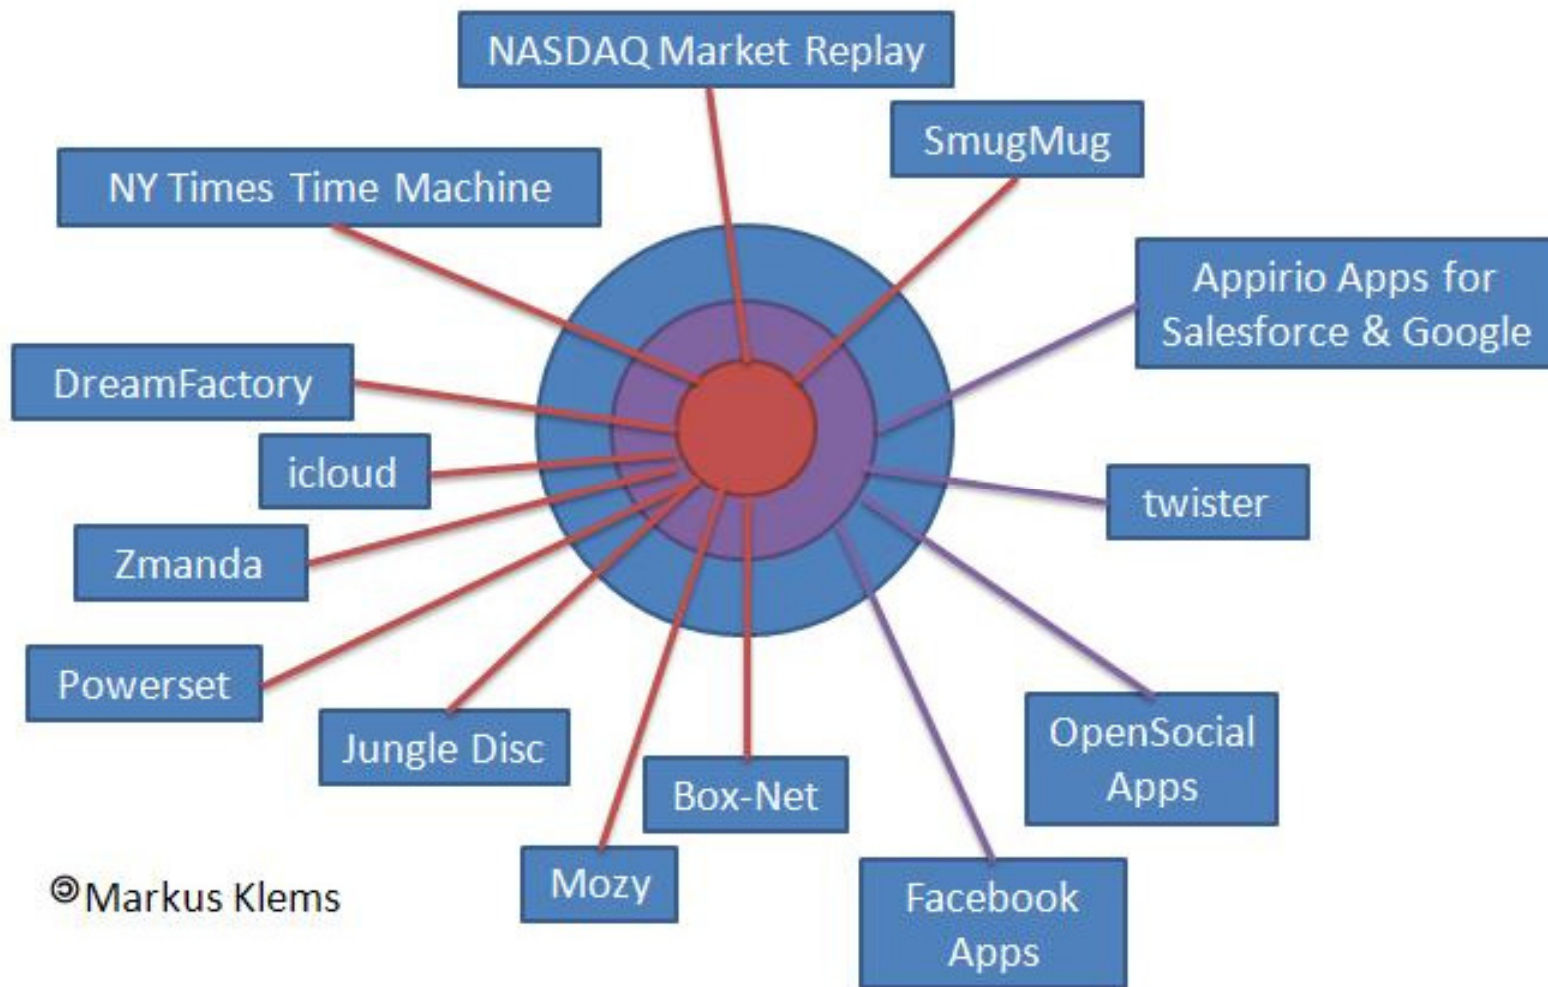 NASDAQ Market Replay
SmugMug
NY Times Time Machine
Appirio Apps for
Salesforce & Google
DreamFactory
icloud
twister
Zmanda
Powerset
Jungle Disc
OpenSocial
Apps
Box-Net
Mozy
Facebook
Apps
🄯Markus Klems